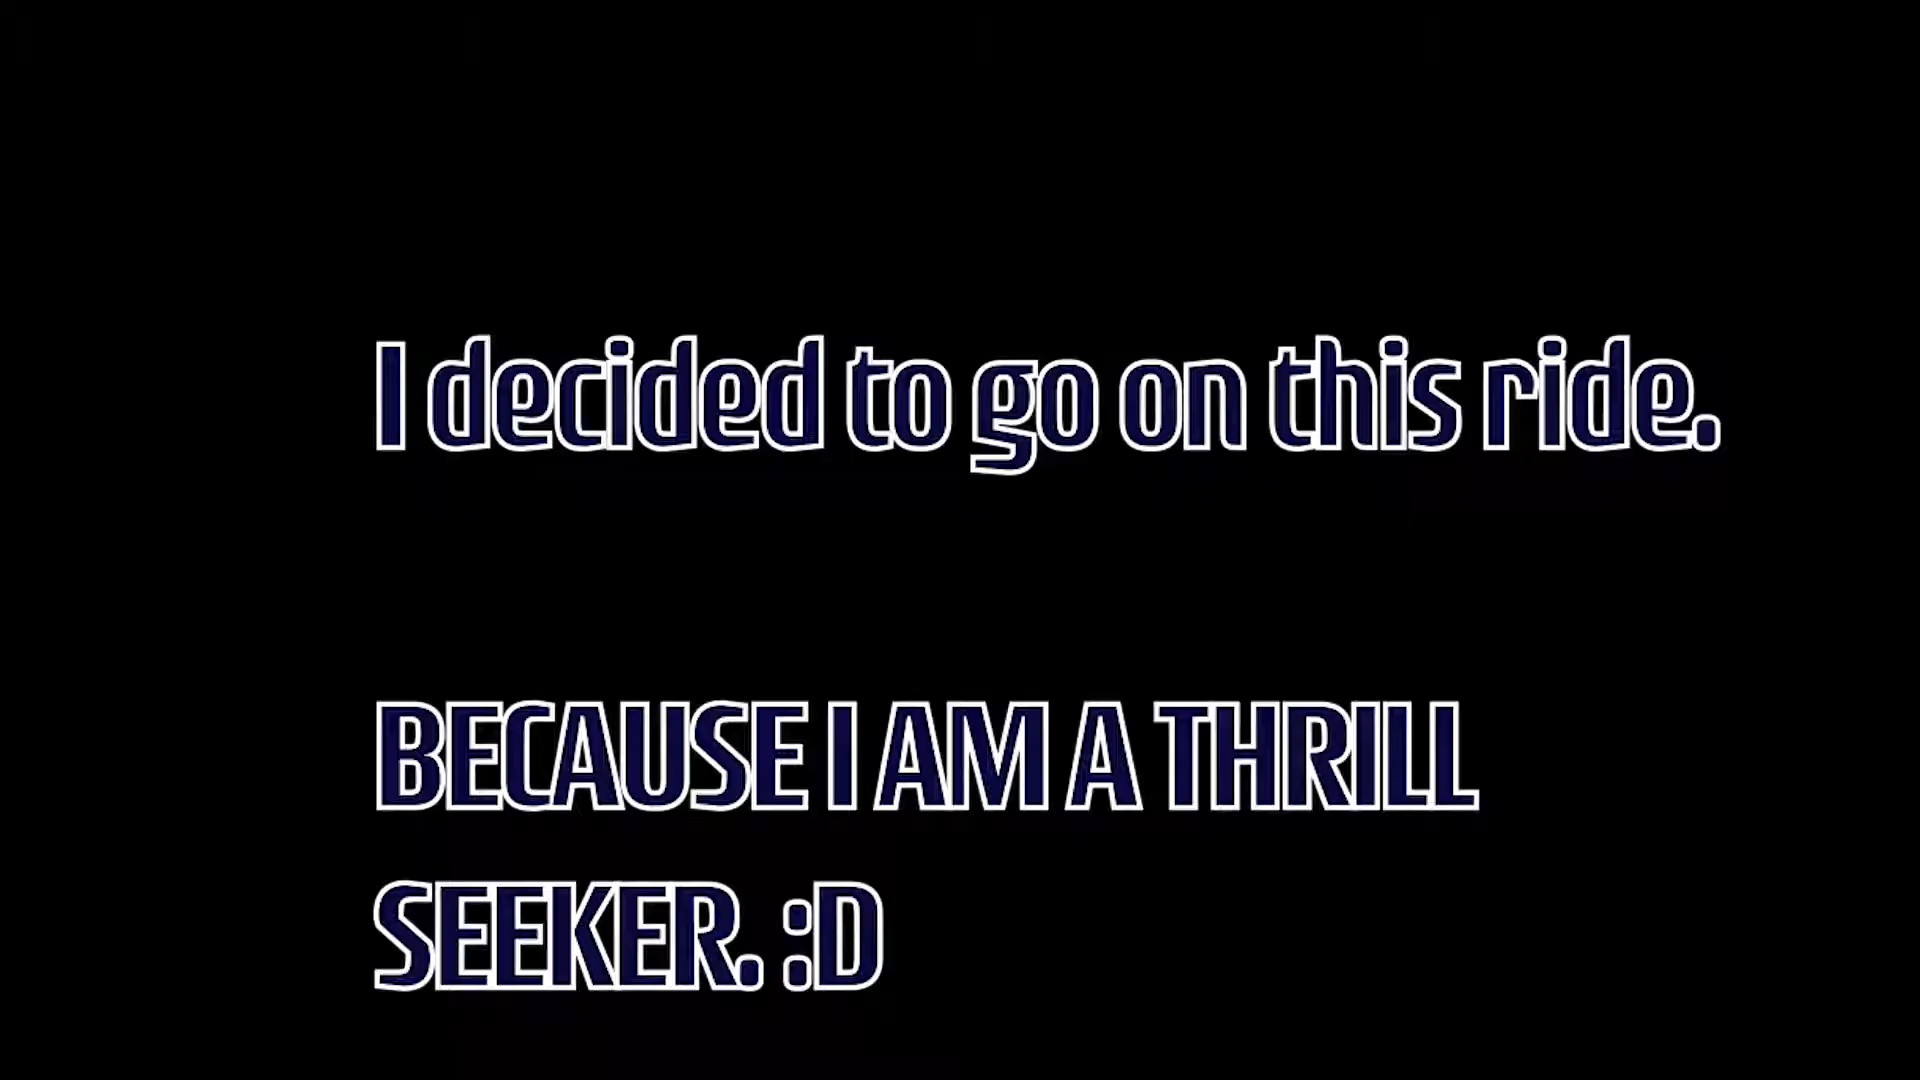 I decided to go on this ride.
BECAUSE I AM A THRILL
SEEKER. :D